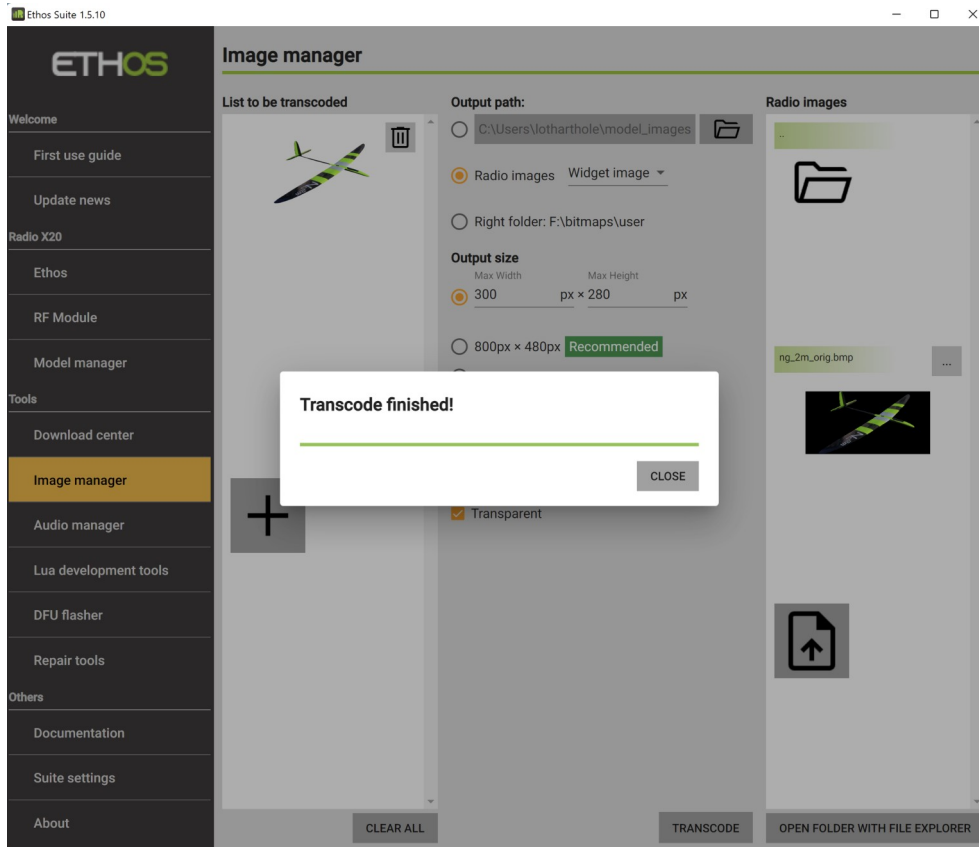 Ethos Suite 1.5.10
ETHOS
Welcome
First use guide
Update news
Radio X20
Ethos
RF Module
Model manager
Tools
Download center
Image manager
Audio manager
Lua development tools
DFU flasher
Repair tools
Others
Documentation
Suite settings
About
Image manager
List to be transcoded
CLEAR ALL
Output path:
C:\Users\lotharthole\model_images
Radio images Widget image
Right folder: F:\bitmaps\user
Output size
Max Width Max Height
300 px × 280 px
800px × 480px Recommended
Transcode finished!
CLOSE
Transparent
TRANSCODE
Radio images
..
ng_2m_orig.bmp
...
OPEN FOLDER WITH FILE EXPLORER